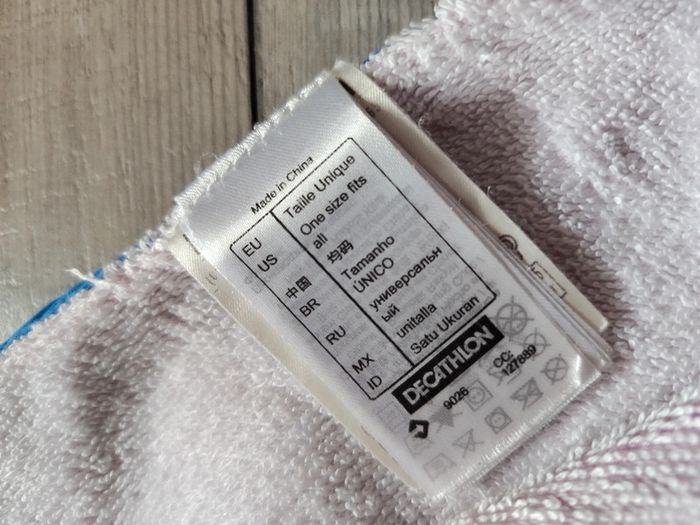 Made in China
EU Taille Unique
US One size fits
all
中国 均码
BR Tamanho
ÚNICO
RU универсальн
ый
MX unitalla
ID Satu Ukuran
DECATHLON
9026 CC:
127889